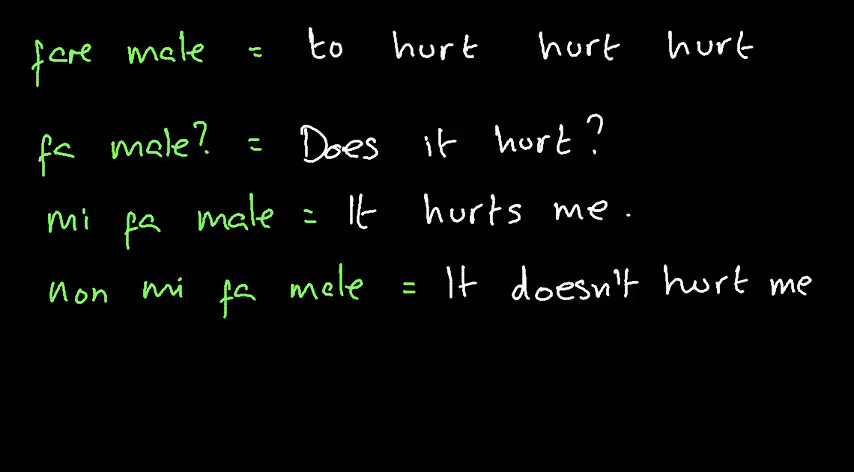 fare male = to hurt hurt hurt
fa male? = Does it hurt?
mi fa male = It hurts me.
non mi fa male = It doesn't hurt me